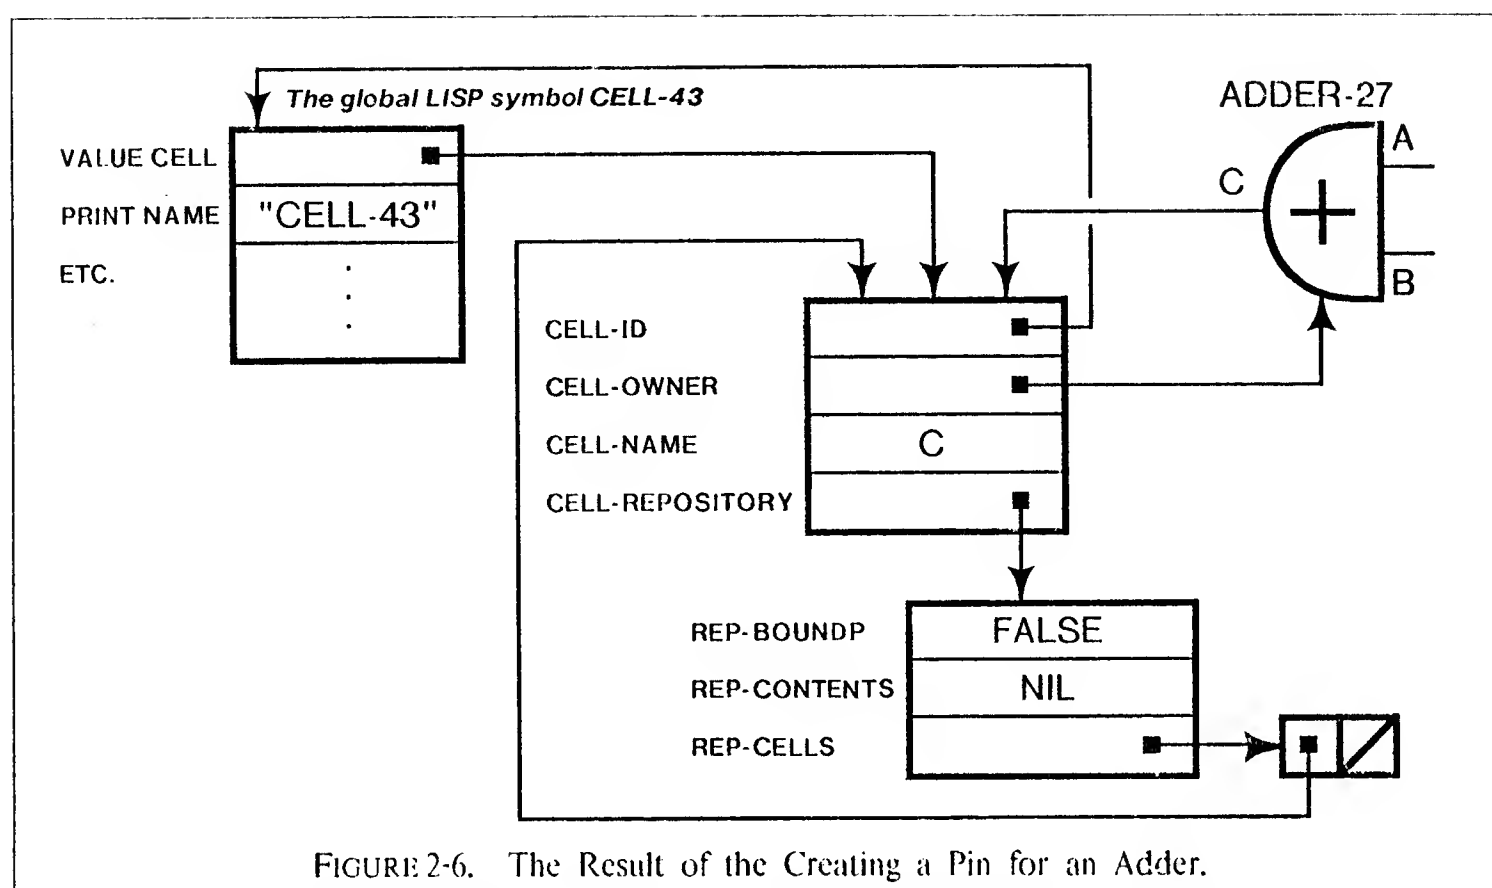 The global LISP symbol CELL-43
ADDER-27
VALUE CELL
A
PRINT NAME "CELL-43"
C
+
ETC.
B
CELL-ID
CELL-OWNER
CELL-NAME C
CELL-REPOSITORY
REP-BOUNDP FALSE
REP-CONTENTS NIL
REP-CELLS
FIGURE 2-6. The Result of the Creating a Pin for an Adder.